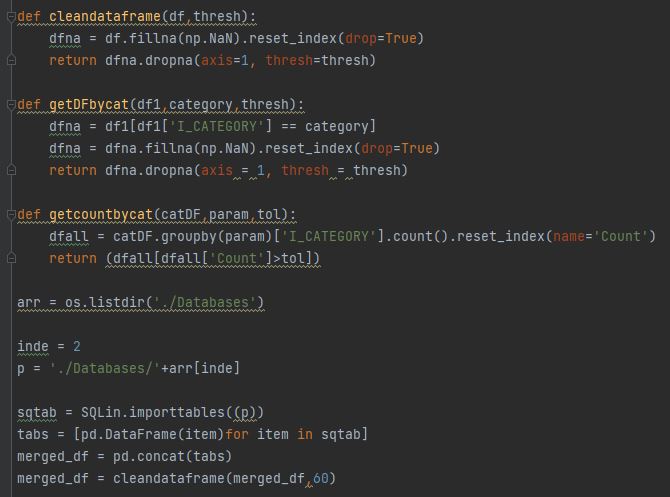 def cleandataframe(df,thresh):
    dfna = df.fillna(np.NaN).reset_index(drop=True)
    return dfna.dropna(axis=1, thresh=thresh)

def getDFbycat(df1,category,thresh):
    dfna = df1[df1['I_CATEGORY'] == category]
    dfna = dfna.fillna(np.NaN).reset_index(drop=True)
    return dfna.dropna(axis = 1, thresh = thresh)

def getcountbycat(catDF,param,tol):
    dfall = catDF.groupby(param)['I_CATEGORY'].count().reset_index(name='Count')
    return (dfall[dfall['Count']>tol])

arr = os.listdir('./Databases')

inde = 2
p = './Databases/'+arr[inde]

sqtab = SQLin.importtables((p))
tabs = [pd.DataFrame(item)for item in sqtab]
merged_df = pd.concat(tabs)
merged_df = cleandataframe(merged_df,60)